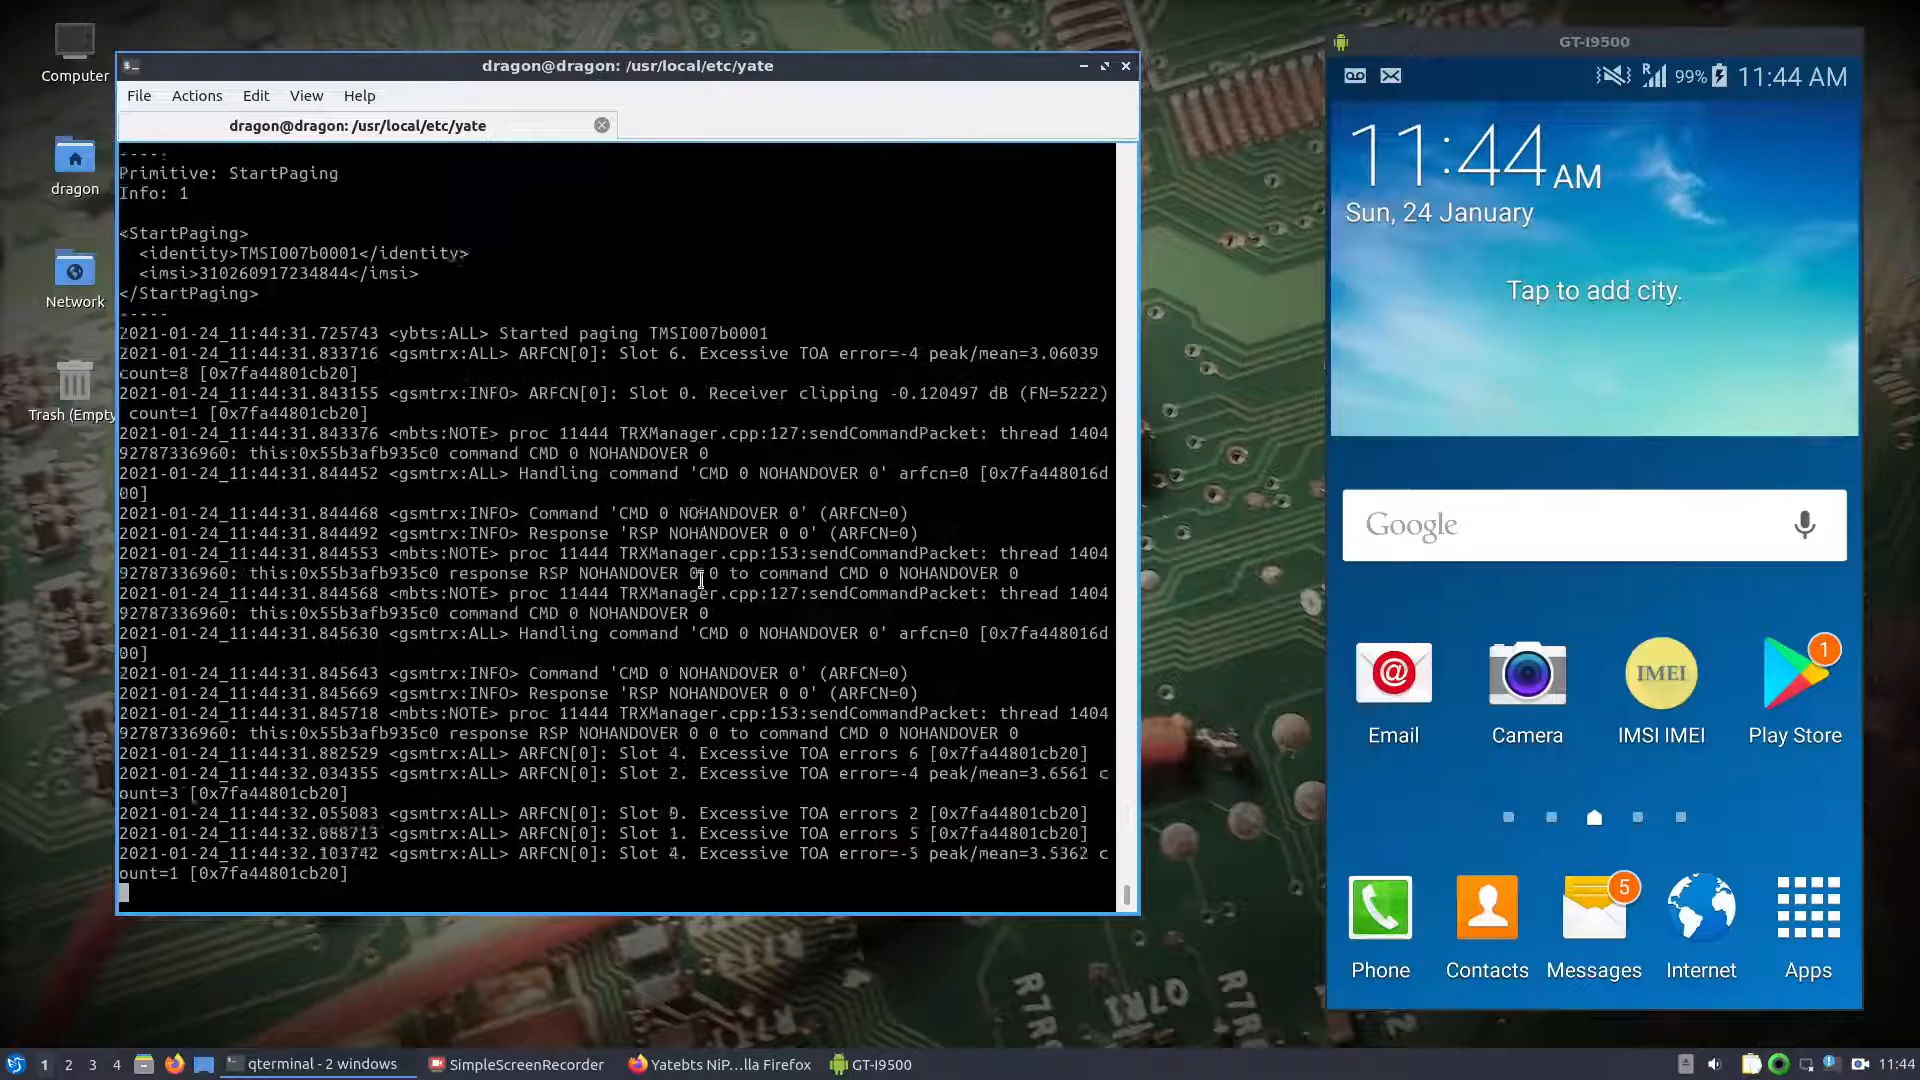 Computer
dragon
Network
Trash (Empty
dragon@dragon: /usr/local/etc/yate
File Actions Edit View Help
dragon@dragon: /usr/local/etc/yate
-----
Primitive: StartPaging
Info: 1
<StartPaging>
<identity>TMSI007b0001</identity>
<imsi>310260917234844</imsi>
</StartPaging>
-----
2021-01-24_11:44:31.725743 <ybts:ALL> Started paging TMSI007b0001
2021-01-24_11:44:31.833716 <gsmtrx:ALL> ARFCN[0]: Slot 6. Excessive TOA error=-4 peak/mean=3.06039
count=8 [0x7fa44801cb20]
2021-01-24_11:44:31.843155 <gsmtrx:INFO> ARFCN[0]: Slot 0. Receiver clipping -0.120497 dB (FN=5222)
count=1 [0x7fa44801cb20]
2021-01-24_11:44:31.843376 <mbts:NOTE> proc 11444 TRXManager.cpp:127:sendCommandPacket: thread 1404
92787336960: this:0x55b3afb935c0 command CMD 0 NOHANDOVER 0
2021-01-24_11:44:31.844452 <gsmtrx:ALL> Handling command 'CMD 0 NOHANDOVER 0' arfcn=0 [0x7fa448016d
00]
2021-01-24_11:44:31.844468 <gsmtrx:INFO> Command 'CMD 0 NOHANDOVER 0' (ARFCN=0)
2021-01-24_11:44:31.844492 <gsmtrx:INFO> Response 'RSP NOHANDOVER 0 0' (ARFCN=0)
2021-01-24_11:44:31.844553 <mbts:NOTE> proc 11444 TRXManager.cpp:153:sendCommandPacket: thread 1404
92787336960: this:0x55b3afb935c0 response RSP NOHANDOVER 0 0 to command CMD 0 NOHANDOVER 0
2021-01-24_11:44:31.844568 <mbts:NOTE> proc 11444 TRXManager.cpp:127:sendCommandPacket: thread 1404
92787336960: this:0x55b3afb935c0 command CMD 0 NOHANDOVER 0
2021-01-24_11:44:31.845630 <gsmtrx:ALL> Handling command 'CMD 0 NOHANDOVER 0' arfcn=0 [0x7fa448016d
00]
2021-01-24_11:44:31.845643 <gsmtrx:INFO> Command 'CMD 0 NOHANDOVER 0' (ARFCN=0)
2021-01-24_11:44:31.845669 <gsmtrx:INFO> Response 'RSP NOHANDOVER 0 0' (ARFCN=0)
2021-01-24_11:44:31.845718 <mbts:NOTE> proc 11444 TRXManager.cpp:153:sendCommandPacket: thread 1404
92787336960: this:0x55b3afb935c0 response RSP NOHANDOVER 0 0 to command CMD 0 NOHANDOVER 0
2021-01-24_11:44:31.882529 <gsmtrx:ALL> ARFCN[0]: Slot 4. Excessive TOA errors 6 [0x7fa44801cb20]
2021-01-24_11:44:32.034355 <gsmtrx:ALL> ARFCN[0]: Slot 2. Excessive TOA error=-4 peak/mean=3.6561 c
ount=3 [0x7fa44801cb20]
2021-01-24_11:44:32.055083 <gsmtrx:ALL> ARFCN[0]: Slot 0. Excessive TOA errors 2 [0x7fa44801cb20]
2021-01-24_11:44:32.088713 <gsmtrx:ALL> ARFCN[0]: Slot 1. Excessive TOA errors 5 [0x7fa44801cb20]
2021-01-24_11:44:32.103742 <gsmtrx:ALL> ARFCN[0]: Slot 4. Excessive TOA error=-5 peak/mean=3.5362 c
ount=1 [0x7fa44801cb20]
GT-I9500
R 99% 11:44 AM
11:44 AM
Sun, 24 January
Tap to add city.
Google
@
IMEI
1
Email
Camera
IMSI IMEI
Play Store
5
Phone
Contacts
Messages
Internet
Apps
R7R
Q7R1
R7R
1 2 3 4
qterminal - 2 windows
SimpleScreenRecorder
Yatebts NiP...lla Firefox
GT-I9500
11:44